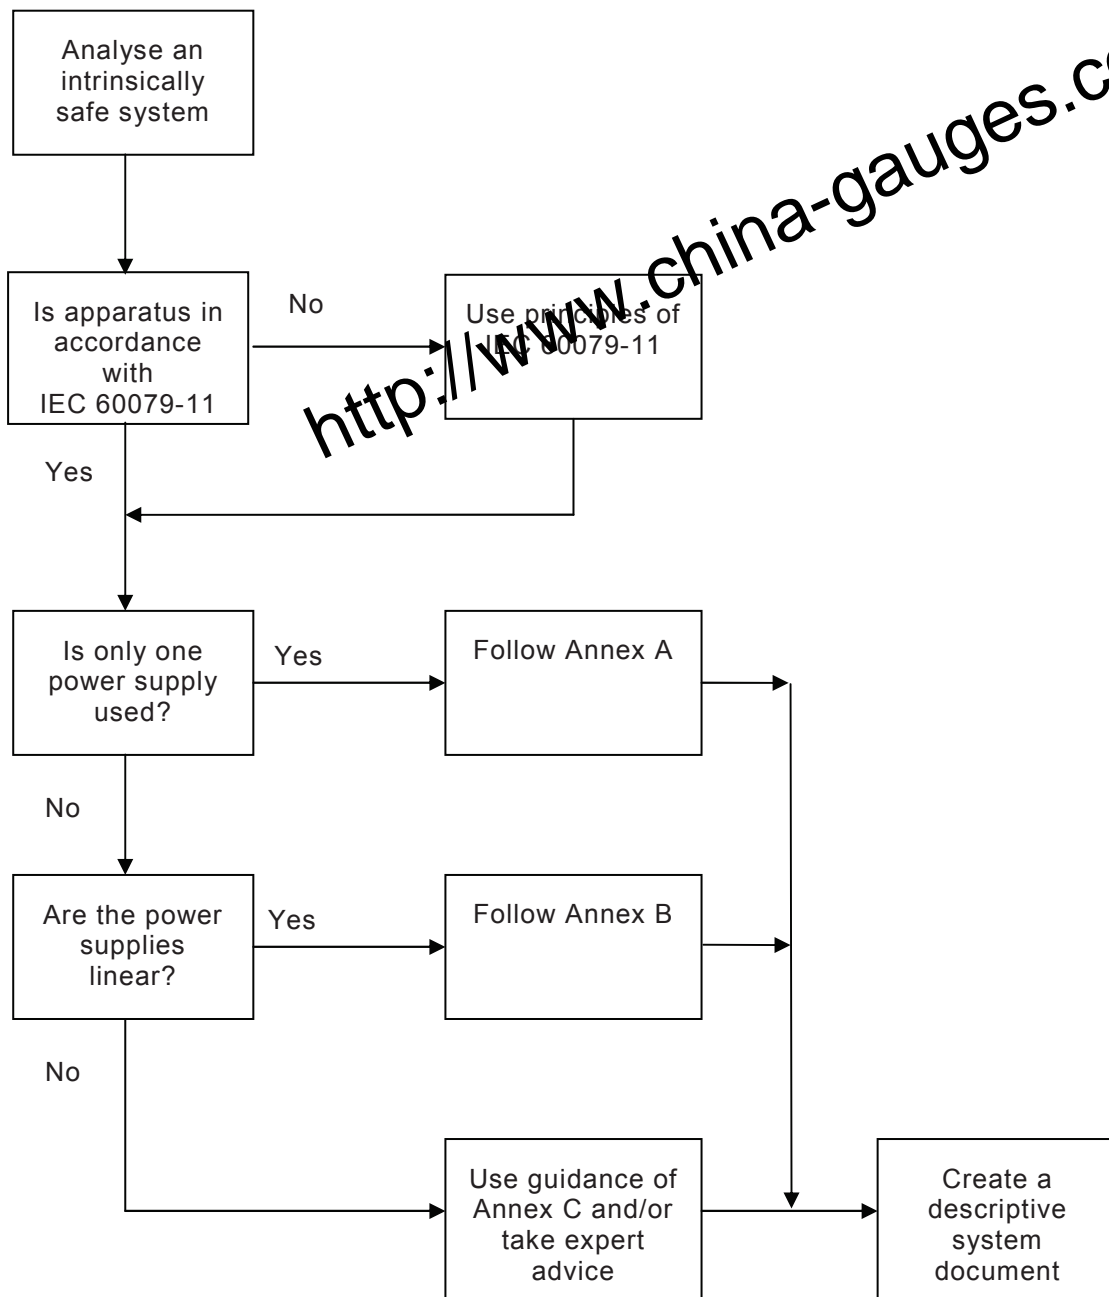 Analyse an
intrinsically
safe system
http://www.china-gauges.c
Is apparatus in
accordance
with
IEC 60079-11
No
Use principles of
IEC 60079-11
Yes
Is only one
power supply
used?
Yes
Follow Annex A
No
Are the power
supplies
linear?
Yes
Follow Annex B
No
Use guidance of
Annex C and/or
take expert
advice
Create a
descriptive
system
document